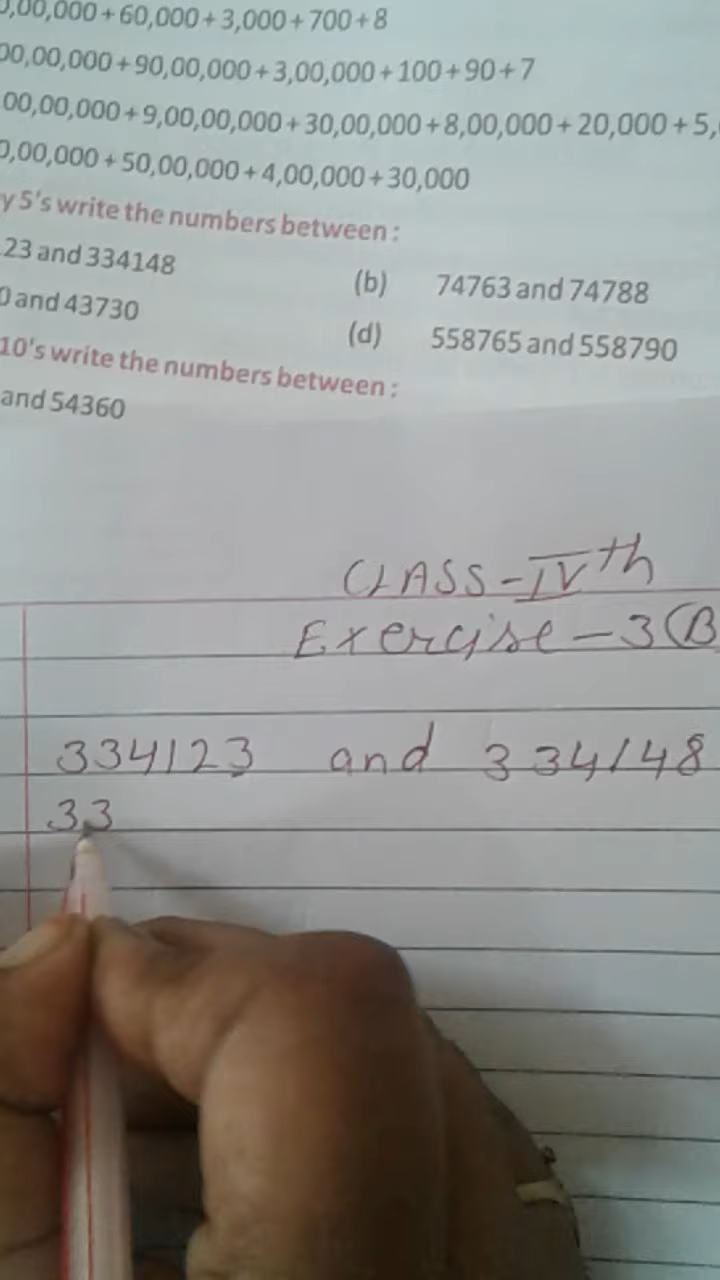 0,00,000+60,000+3,000+700+8
00,00,000+90,00,000+3,00,000+100+90+7
00,00,000+9,00,00,000+30,00,000+8,00,000+20,000+5,
0,00,000+50,00,000+4,00,000+30,000
y 5's write the numbers between :
23 and 334148 (b) 74763 and 74788
0 and 43730 (d) 558765 and 558790
10's write the numbers between :
and 54360
CLASS-IVth
Exercise-3(B
334123 and 334148
33